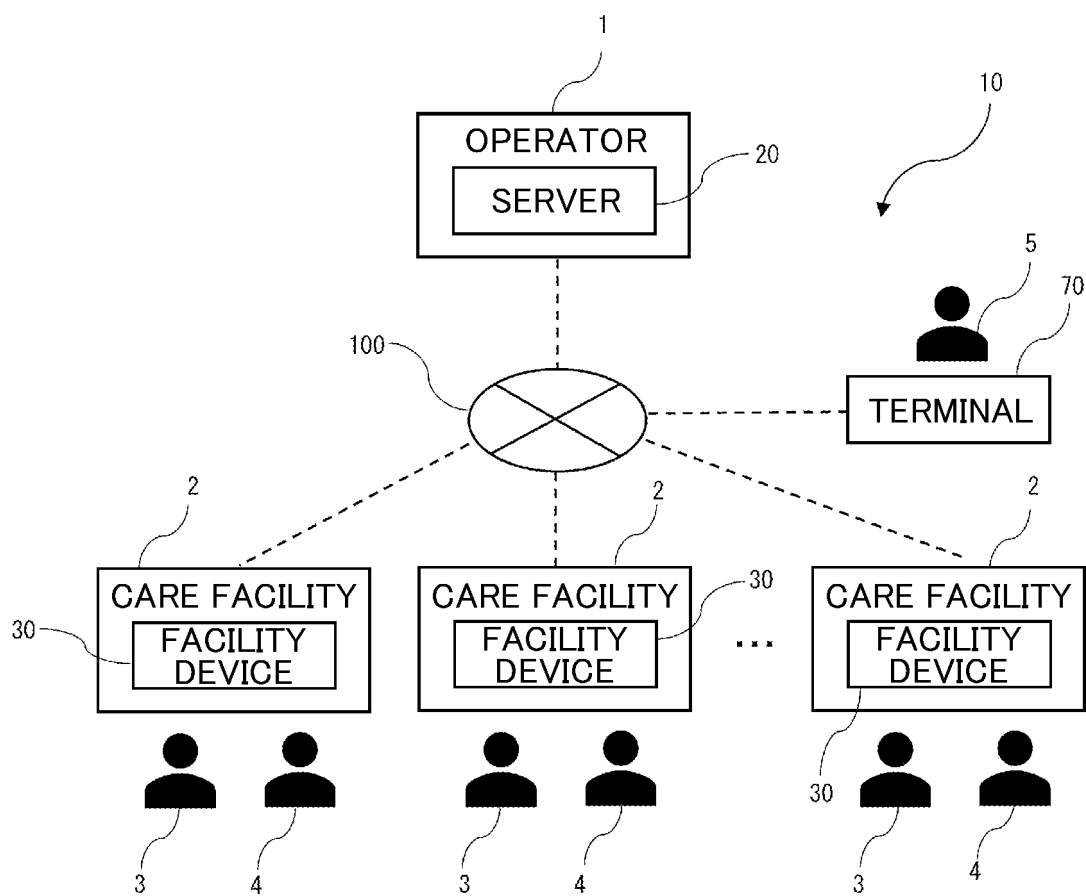 1
10
OPERATOR
20
SERVER
5
70
100
TERMINAL
2
2
2
CARE FACILITY
CARE FACILITY
CARE FACILITY
30
FACILITY
DEVICE
30
FACILITY
DEVICE
...
FACILITY
DEVICE
30
3
4
3
4
3
4